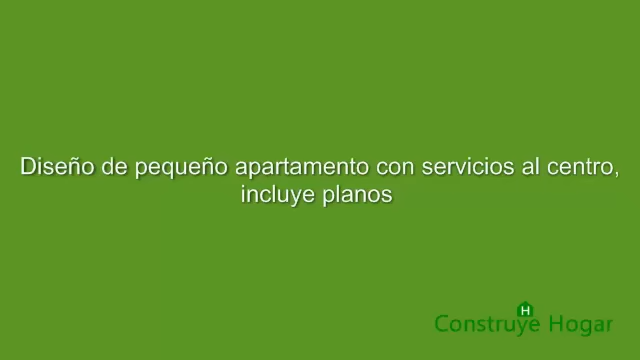 Diseño de pequeño apartamento con servicios al centro,
incluye planos
H
Construye Hogar